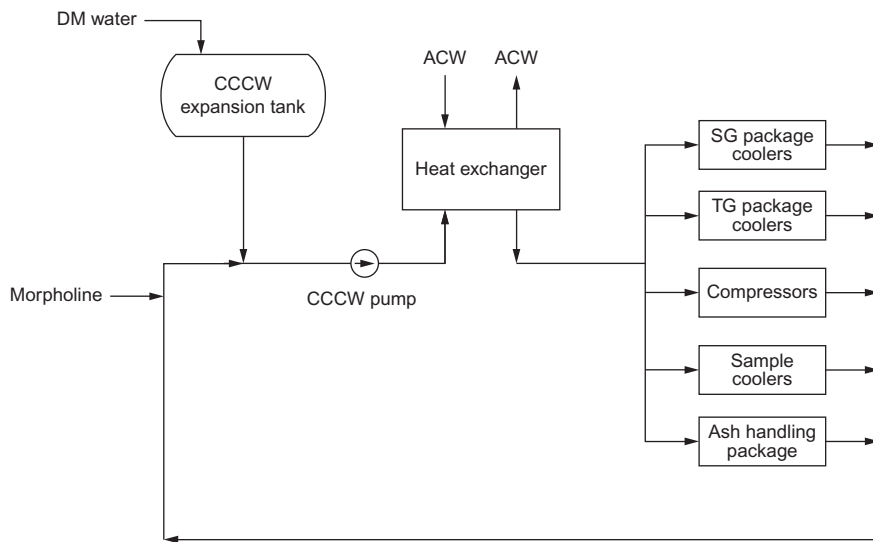 DM water
CCCW
expansion tank
ACW
ACW
Heat exchanger
SG package
coolers
TG package
coolers
Morpholine
CCCW pump
Compressors
Sample
coolers
Ash handling
package